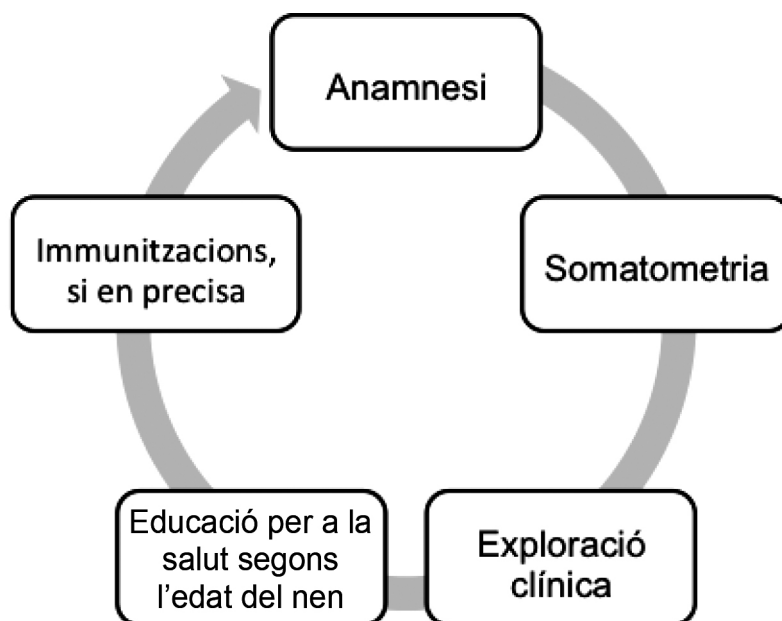 Anamnesi
Somatometria
Exploració
clínica
Educació per a la
salut segons
l'edat del nen
Immunitzacions,
si en precisa